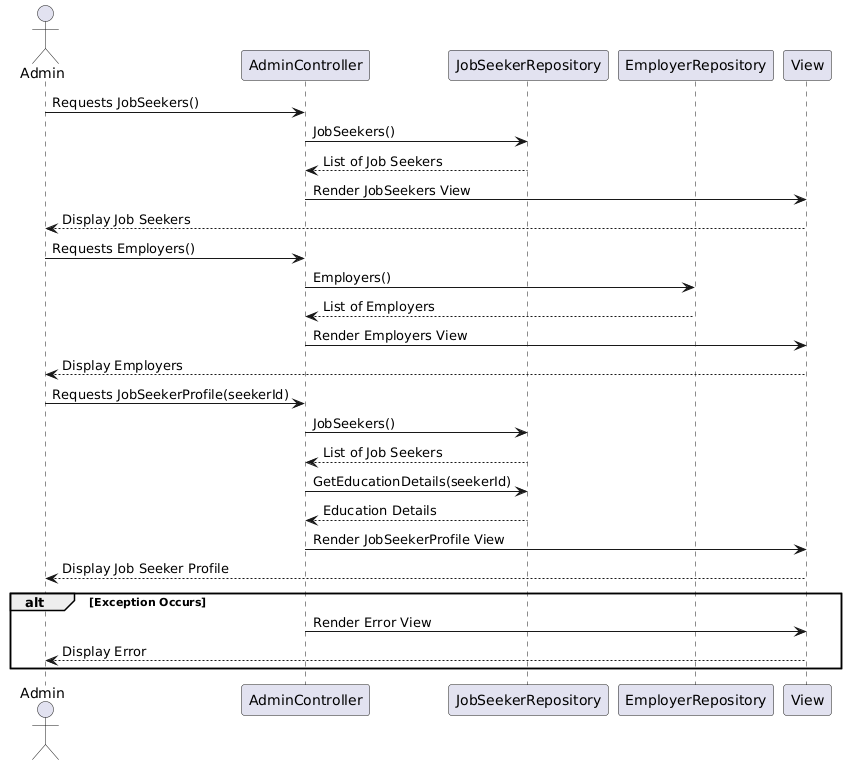 Admin
AdminController
JobSeekerRepository
EmployerRepository
View
Requests JobSeekers()
JobSeekers()
List of Job Seekers
Render JobSeekers View
Display Job Seekers
Requests Employers()
Employers()
List of Employers
Render Employers View
Display Employers
Requests JobSeekerProfile(seekerId)
JobSeekers()
List of Job Seekers
GetEducationDetails(seekerId)
Education Details
Render JobSeekerProfile View
Display Job Seeker Profile
alt [Exception Occurs]
Render Error View
Display Error
Admin
AdminController
JobSeekerRepository
EmployerRepository
View